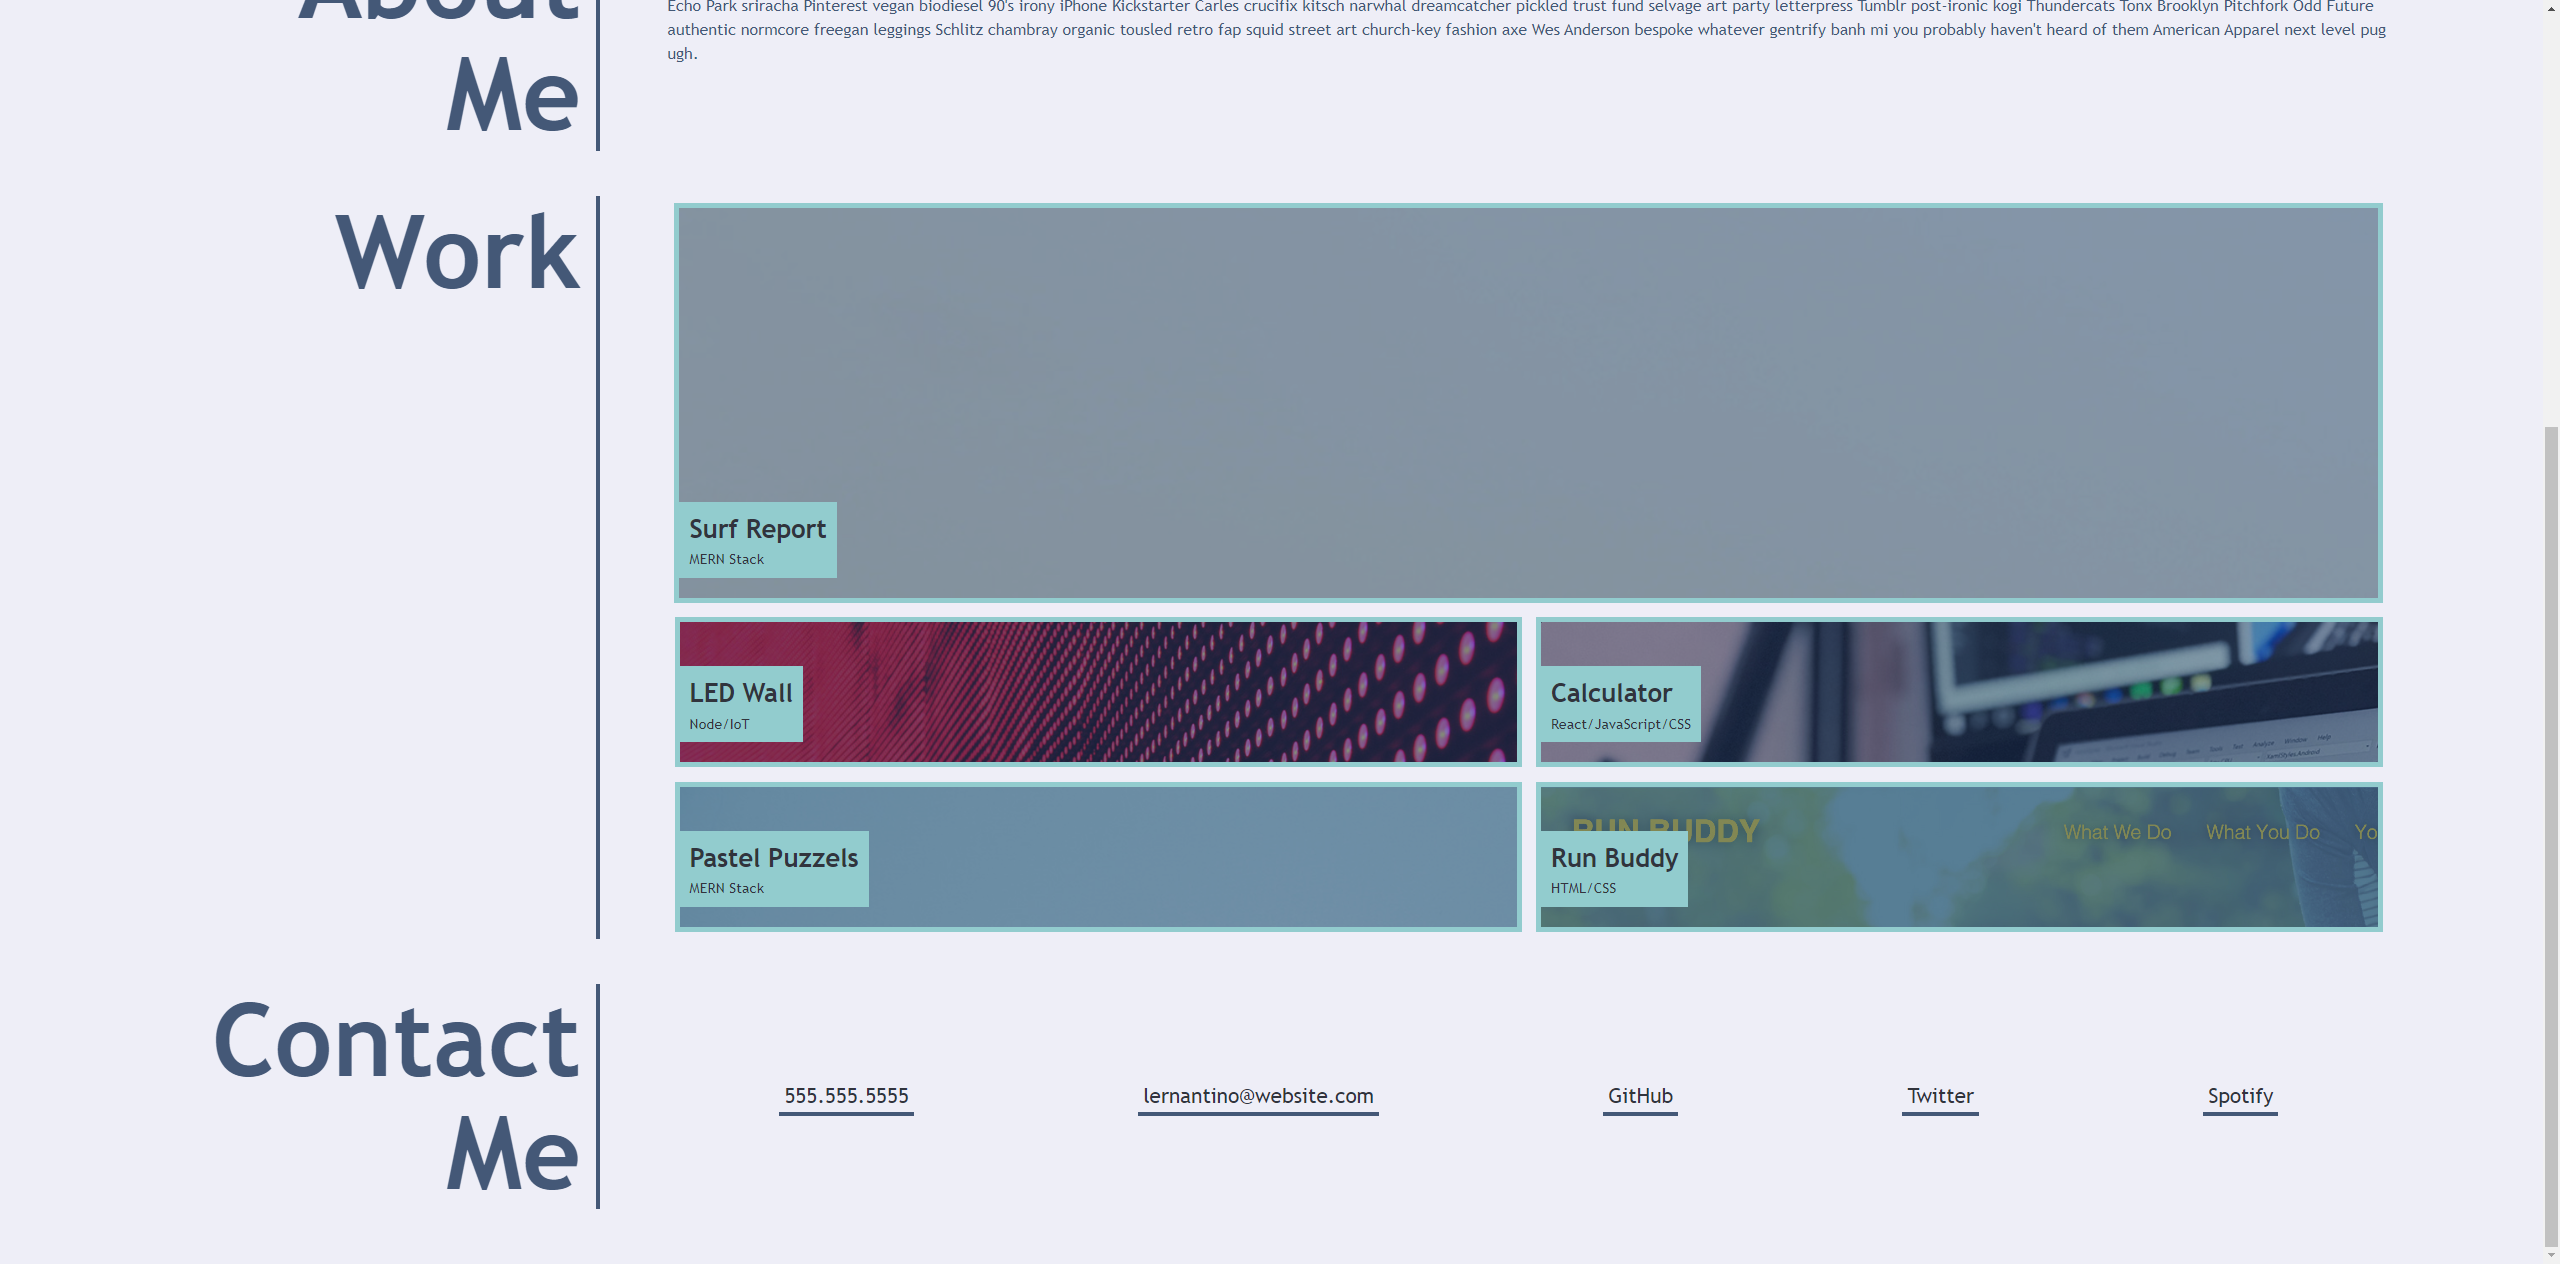 About
Me
Echo Park sriracha Pinterest vegan biodiesel 90's irony iPhone Kickstarter Carles crucifix kitsch narwhal dreamcatcher pickled trust fund selvage art party letterpress Tumblr post-ironic kogi Thundercats Tonx Brooklyn Pitchfork Odd Future
authentic normcore freegan leggings Schlitz chambray organic tousled retro fap squid street art church-key fashion axe Wes Anderson bespoke whatever gentrify banh mi you probably haven't heard of them American Apparel next level pug
ugh.
Work
Surf Report
MERN Stack
LED Wall
Node/IoT
Calculator
React/JavaScript/CSS
Window Help
Pastel Puzzels
MERN Stack
RUN BUDDY
What We Do What You Do Yo
Run Buddy
HTML/CSS
Contact
Me
555.555.5555
lernantino@website.com
GitHub
Twitter
Spotify